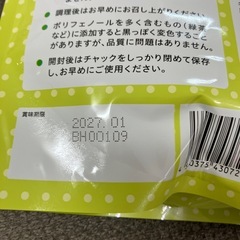 調理後はお早めにお召し上がりください。
ポリフェノールを多く含むもの(緑茶
など)に添加すると黒っぽく変色すること
がありますが、品質に問題はありません。
開封後はチャックをしっかり閉めて保存
し、お早めにご使用ください。
賞味期限
2027.01
BH00109
0375 43072